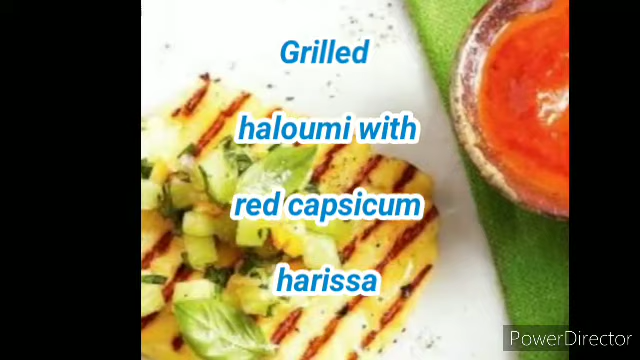 Grilled
haloumi with
red capsicum
harissa
PowerDirector